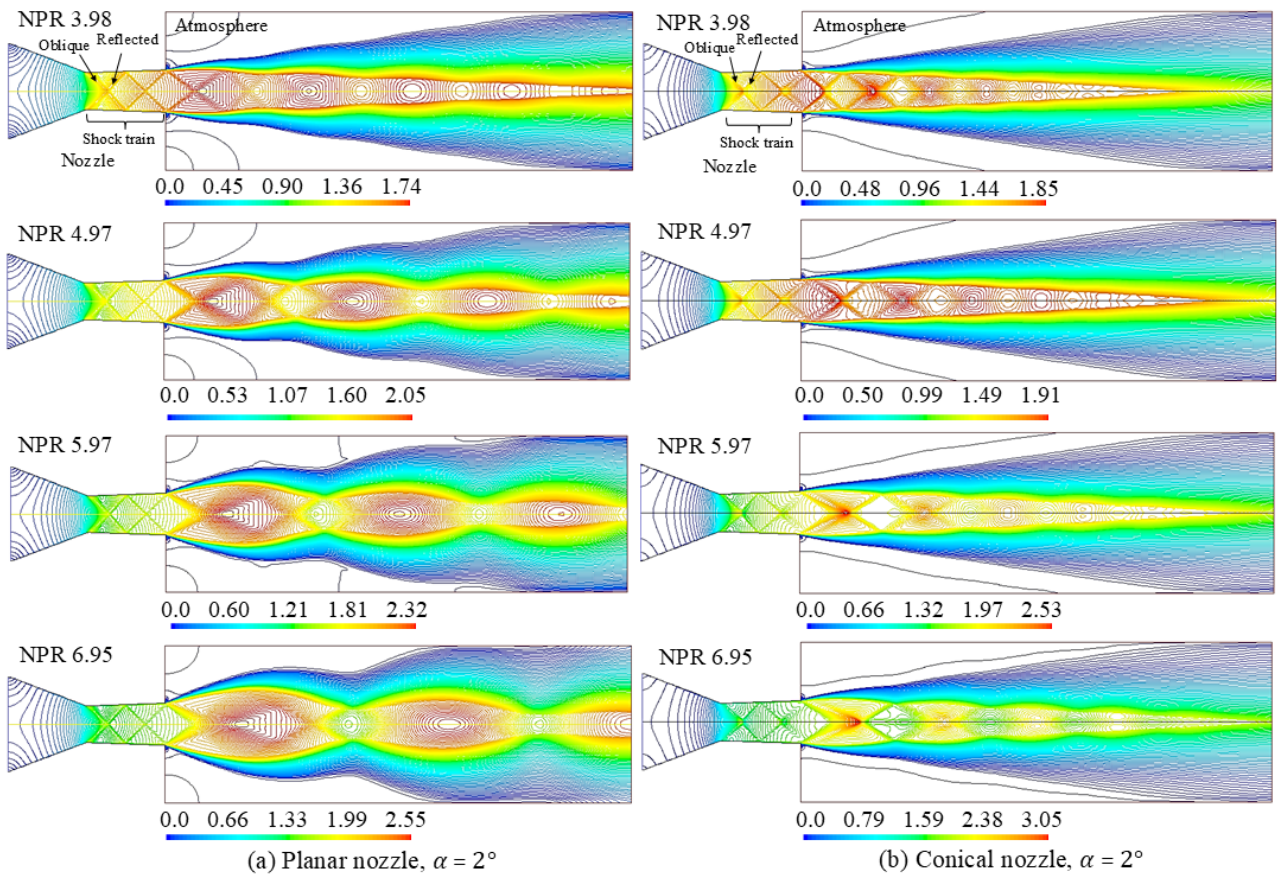 NPR 3.98
Oblique
Reflected
Atmosphere
Shock train
Nozzle
0.0 0.45 0.90 1.36 1.74
NPR 4.97
0.0 0.53 1.07 1.60 2.05
NPR 5.97
0.0 0.60 1.21 1.81 2.32
NPR 6.95
0.0 0.66 1.33 1.99 2.55
(a) Planar nozzle, α = 2°
NPR 3.98
Oblique
Reflected
Atmosphere
Shock train
Nozzle
0.0 0.48 0.96 1.44 1.85
NPR 4.97
0.0 0.50 0.99 1.49 1.91
NPR 5.97
0.0 0.66 1.32 1.97 2.53
NPR 6.95
0.0 0.79 1.59 2.38 3.05
(b) Conical nozzle, α = 2°